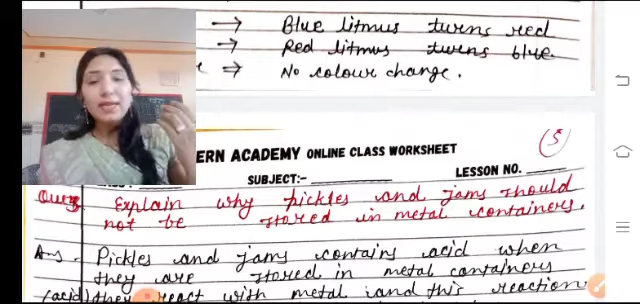 → Blue litmus turns red
→ Red litmus turns blue
⇒ No colour change.
5
ERN ACADEMY ONLINE CLASS WORKSHEET
SUBJECT:-
LESSON NO.
Explain why pickles and jams should
not be stored in metal containers.
Ans. Pickles and jams contains acid when
they are stored in metal containers
(acid) they react with metal and this reaction